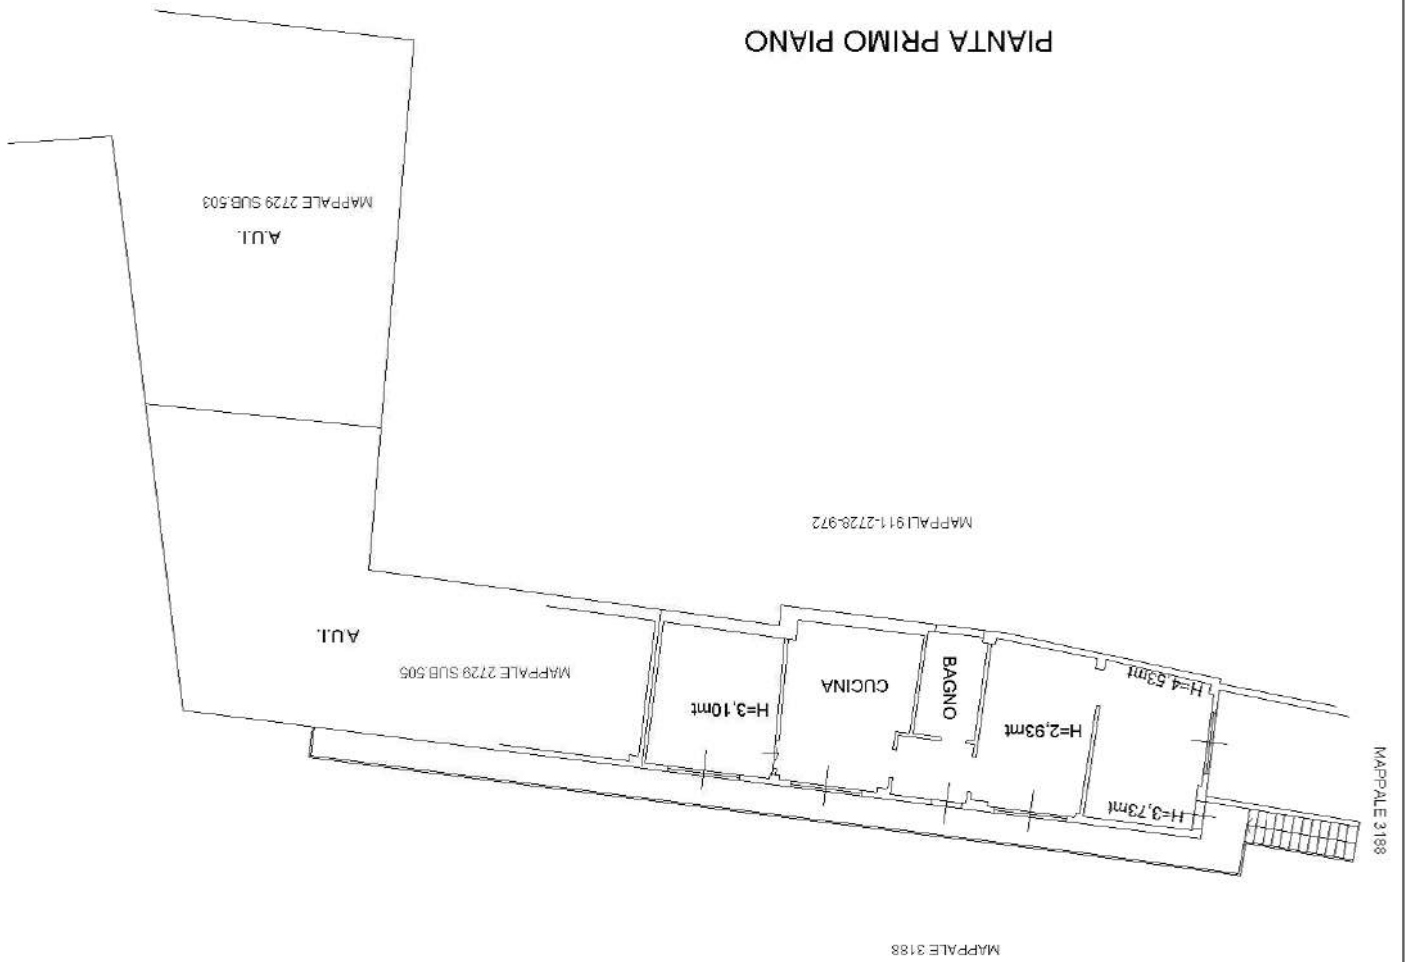 MAPPALE 3188
MAPPALE 3188
H=3,73mt
H=4,53mt
H=2,93mt
BAGNO
CUCINA
H=3,10mt
MAPPALE 2729 SUB.505
A.U.I.
MAPPALI 911-2728-972
A.U.I.
MAPPALE 2729 SUB.503
PIANTA PRIMO PIANO